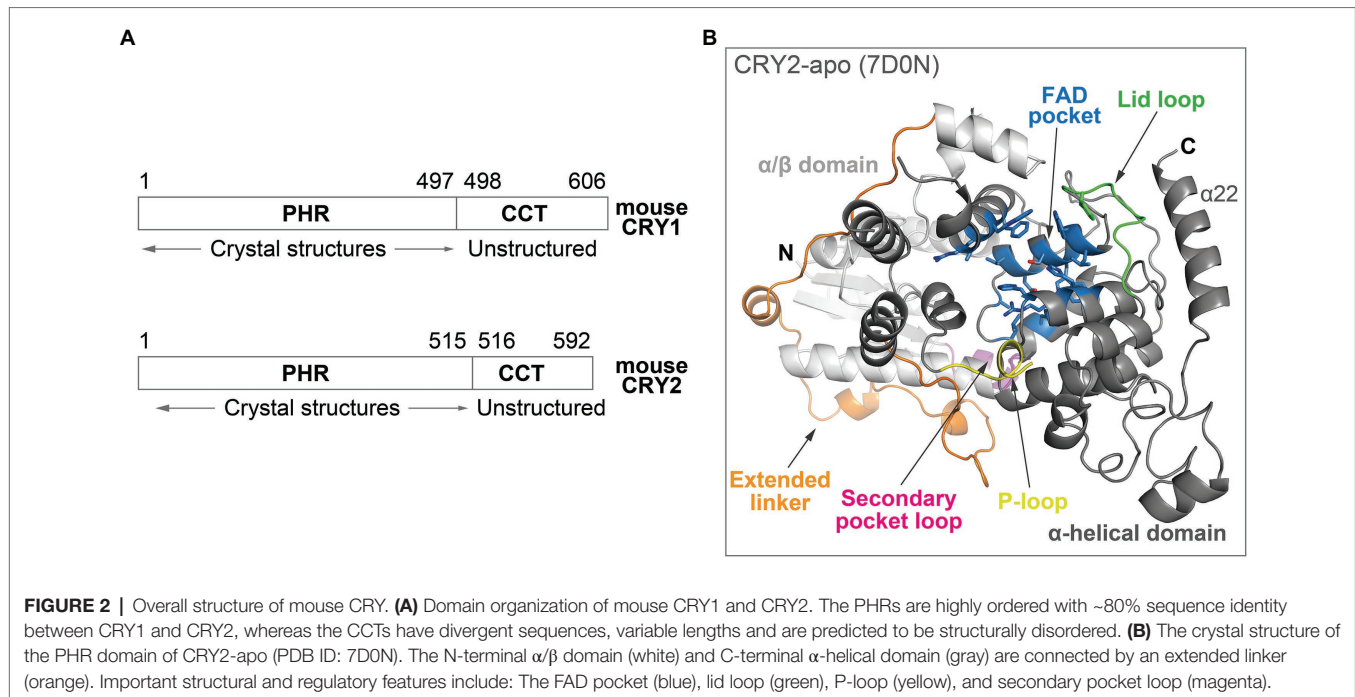 A
1 497 498 606
PHR CCT mouse CRY1
Crystal structures Unstructured
1 515 516 592
PHR CCT mouse CRY2
Crystal structures Unstructured
B
CRY2-apo (7D0N)
FAD pocket
Lid loop
α/β domain
C
α22
N
Extended linker
Secondary pocket loop
P-loop
α-helical domain
FIGURE 2 | Overall structure of mouse CRY. (A) Domain organization of mouse CRY1 and CRY2. The PHRs are highly ordered with ~80% sequence identity
between CRY1 and CRY2, whereas the CCTs have divergent sequences, variable lengths and are predicted to be structurally disordered. (B) The crystal structure of
the PHR domain of CRY2-apo (PDB ID: 7D0N). The N-terminal α/β domain (white) and C-terminal α-helical domain (gray) are connected by an extended linker
(orange). Important structural and regulatory features include: The FAD pocket (blue), lid loop (green), P-loop (yellow), and secondary pocket loop (magenta).